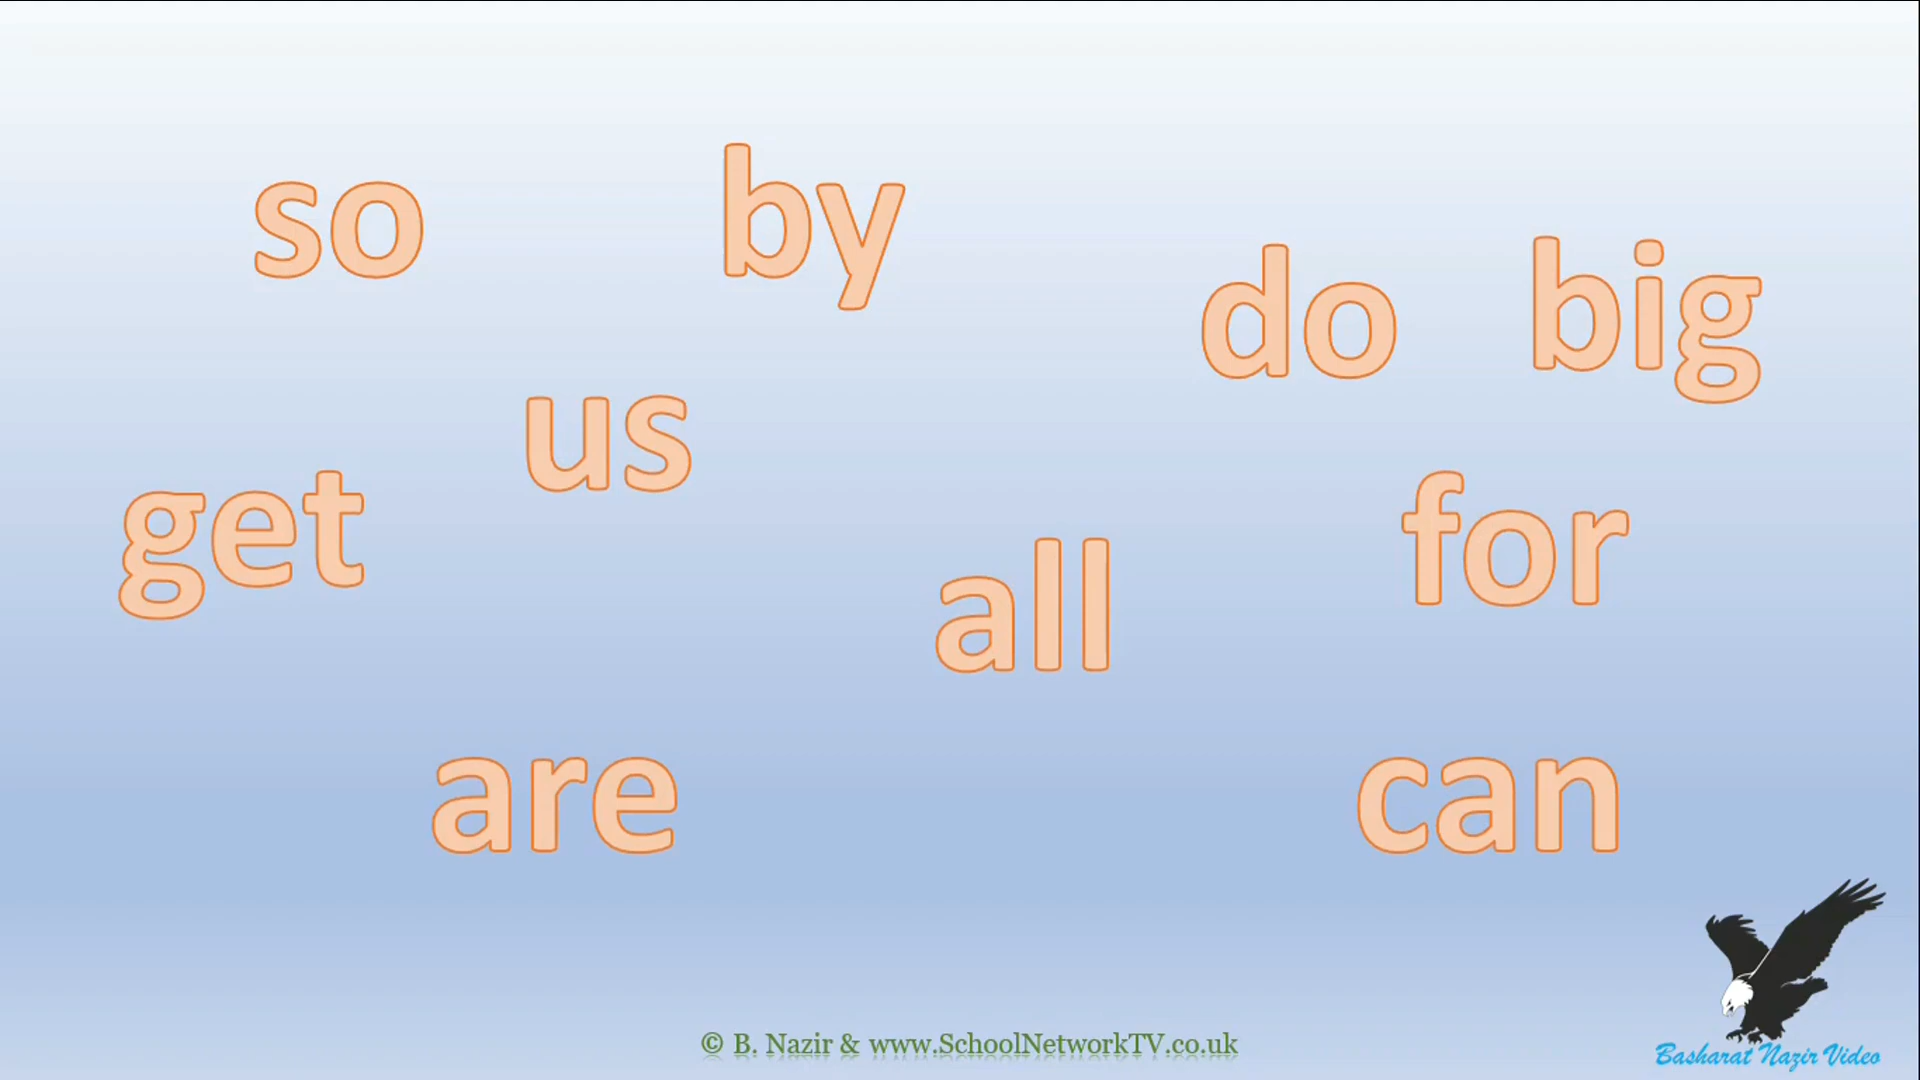 so
by
do
big
us
get
for
all
are
can
© B. Nazir & www.SchoolNetworkTV.co.uk
Basharat Nazir Video